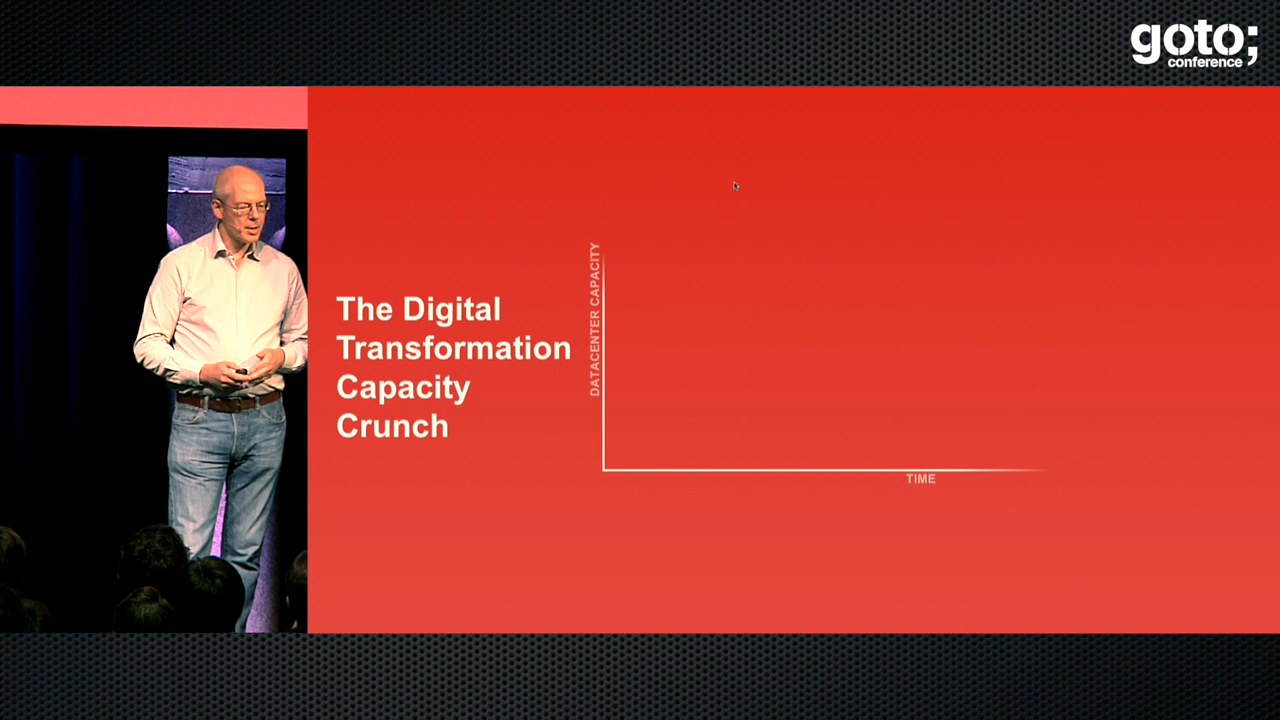 goto;
conference
The Digital
Transformation
Capacity
Crunch
DATACENTER CAPACITY
TIME